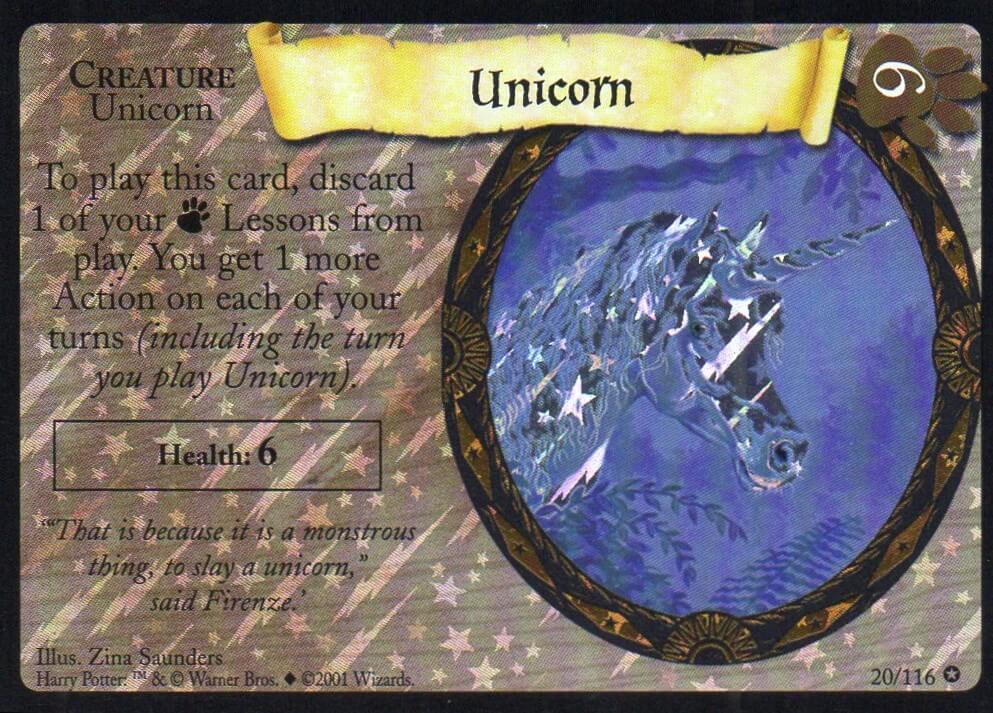 CREATURE
Unicorn
Unicorn
6
To play this card, discard
1 of your Lessons from
play. You get 1 more
Action on each of your
turns (including the turn
you play Unicorn).
Health: 6
“‘That is because it is a monstrous
thing, to slay a unicorn,”
said Firenze.’
Illus. Zina Saunders
Harry Potter: ™ & © Warner Bros. ◆ ©2001 Wizards.
20/116